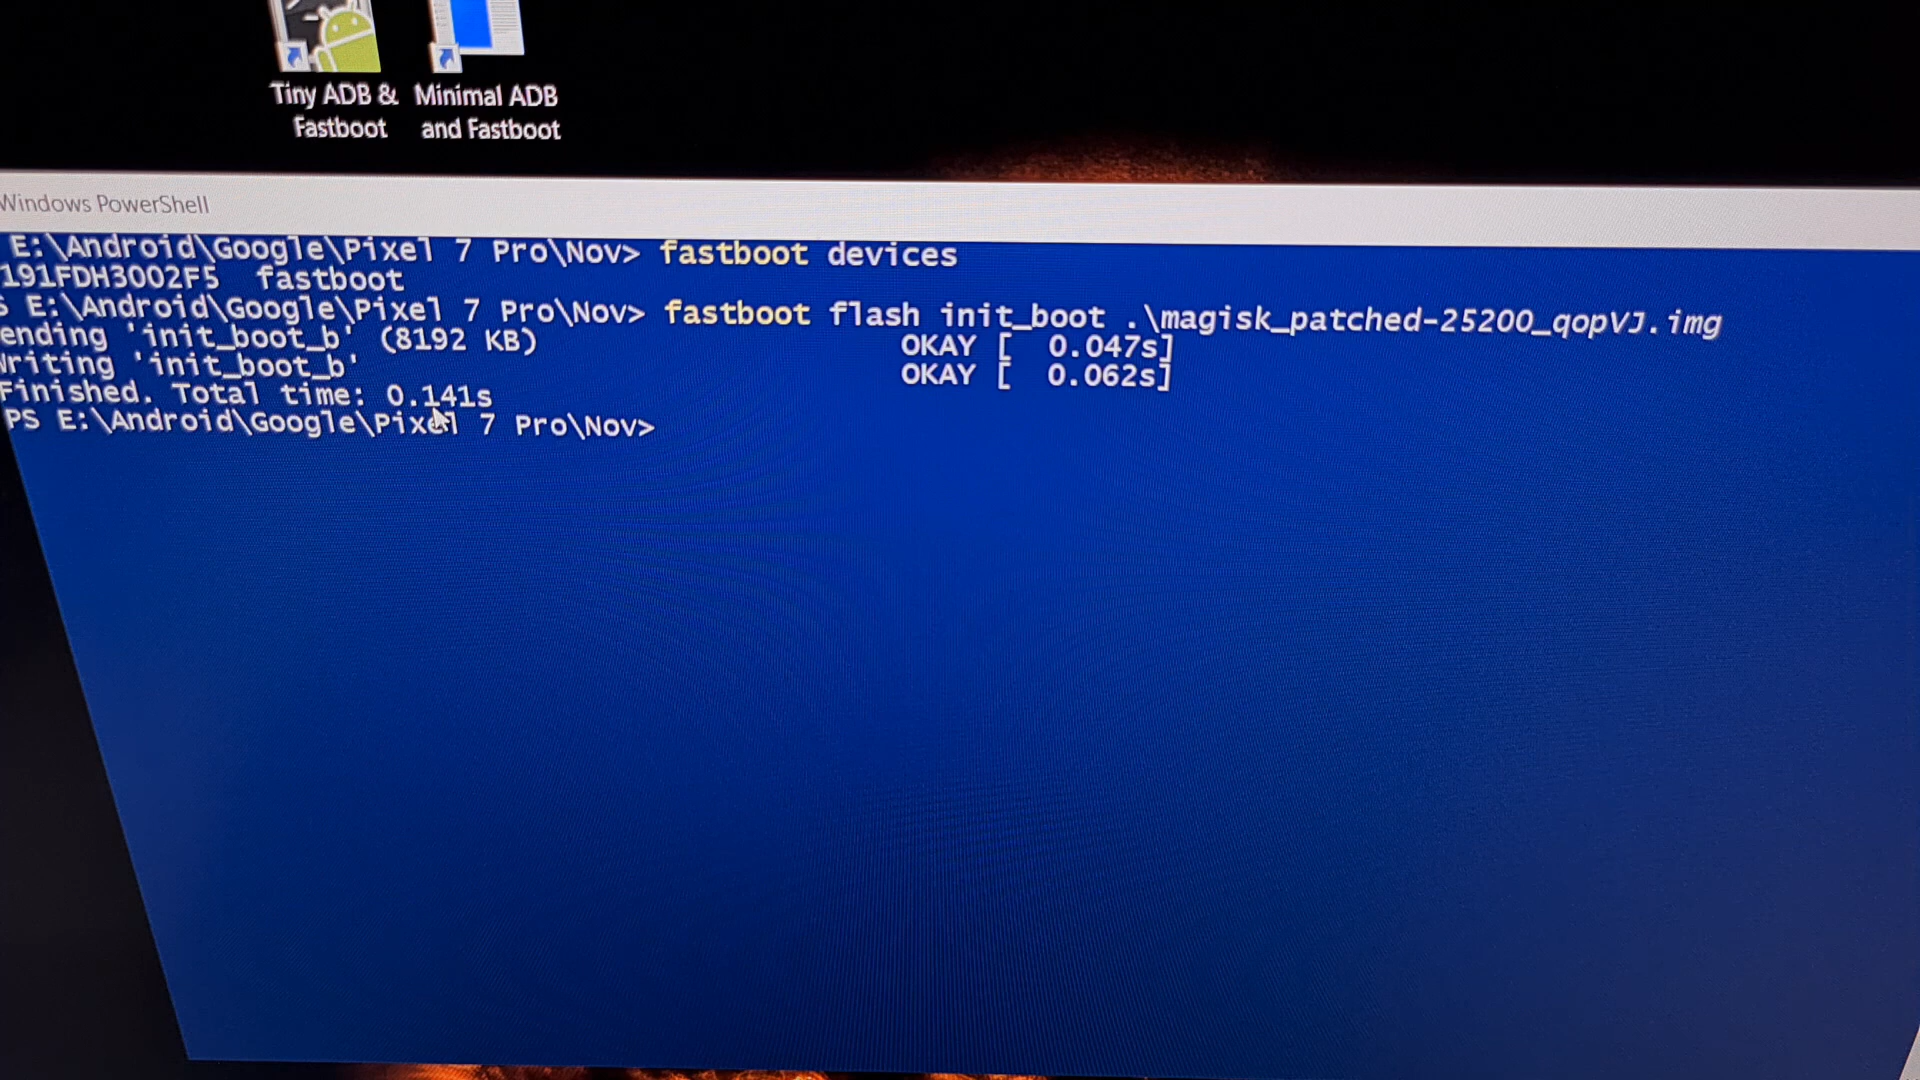 Tiny ADB &
Fastboot
Minimal ADB
and Fastboot
Windows PowerShell
E:\Android\Google\Pixel 7 Pro\Nov> fastboot devices
191FDH3002F5 fastboot
S E:\Android\Google\Pixel 7 Pro\Nov> fastboot flash init_boot .\magisk_patched-25200_qopVJ.img
ending 'init_boot_b' (8192 KB) OKAY [ 0.047s]
Writing 'init_boot_b' OKAY [ 0.062s]
Finished. Total time: 0.141s
PS E:\Android\Google\Pixel 7 Pro\Nov>